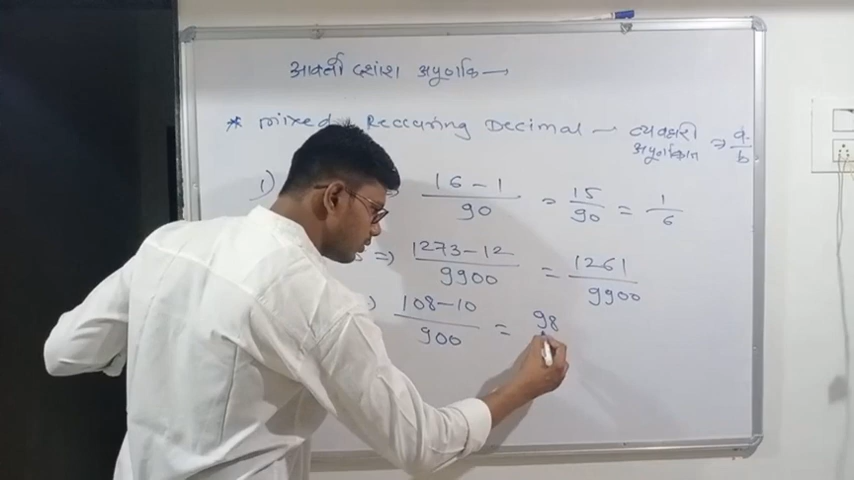 आवर्ती दशांश अपूर्णांक →
* mixed Reccuring Decimal → व्यवहारी अपूर्णांकात ⇒ a/b
1) 16-1/90 = 15/90 = 1/6
⇒) 1273-12/9900 = 1261/9900
) 108-10/900 = 98